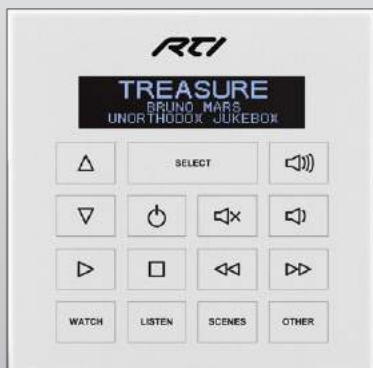 RTI
TREASURE
BRUNO MARS
UNORTHODOX JUKEBOX
SELECT
WATCH
LISTEN
SCENES
OTHER